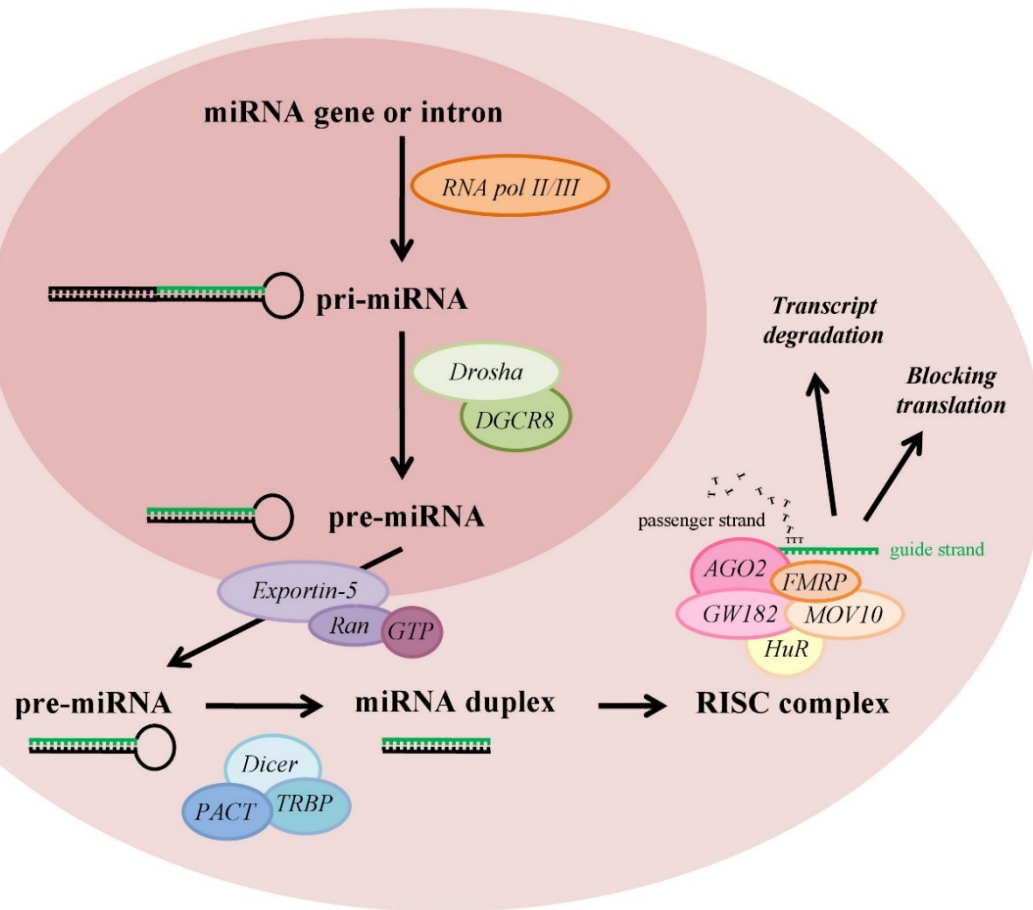 miRNA gene or intron
RNA pol II/III
pri-miRNA
Drosha
DGCR8
pre-miRNA
Exportin-5
Ran
GTP
pre-miRNA
Dicer
PACT
TRBP
miRNA duplex
RISC complex
Transcript
degradation
Blocking
translation
passenger strand
T T T T T T T T T T T
TTT
guide strand
AGO2
FMRP
GW182
MOV10
HuR